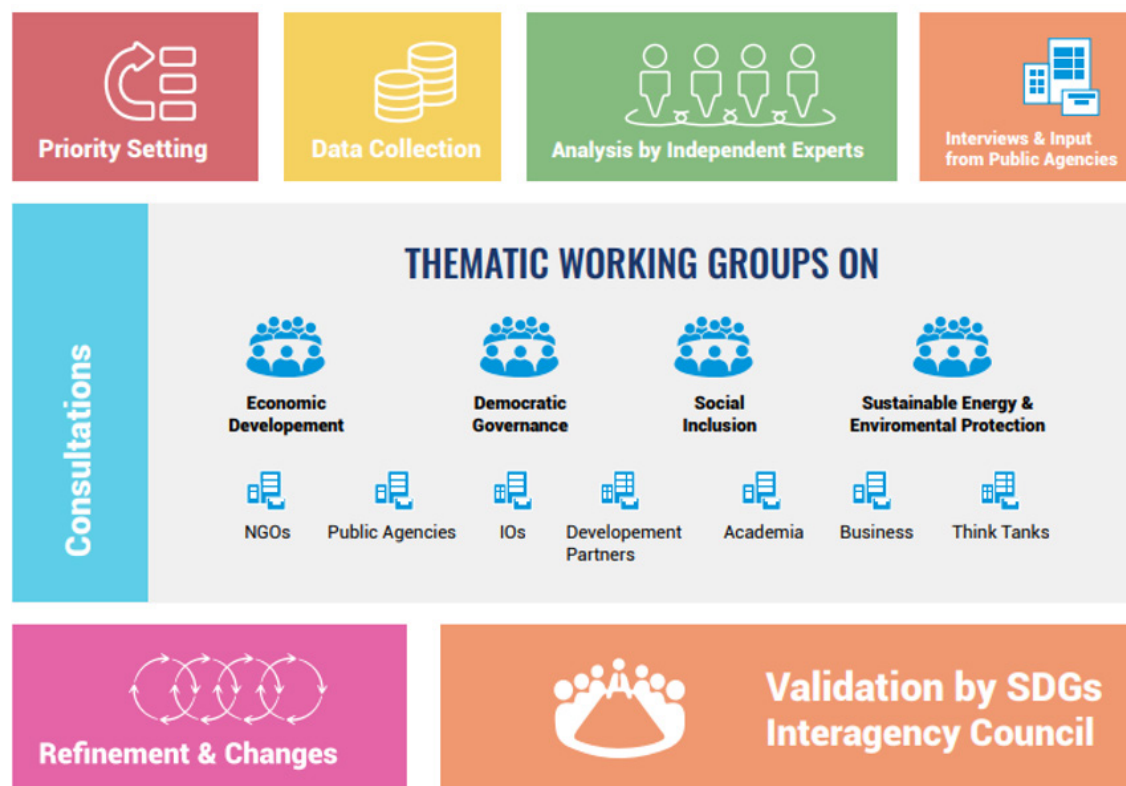 Priority Setting
Data Collection
Analysis by Independent Experts
Interviews & Input
from Public Agencies
Consultations
THEMATIC WORKING GROUPS ON
Economic
Developement
Democratic
Governance
Social
Inclusion
Sustainable Energy &
Enviromental Protection
NGOs
Public Agencies
IOs
Developement
Partners
Academia
Business
Think Tanks
Refinement & Changes
Validation by SDGs
Interagency Council